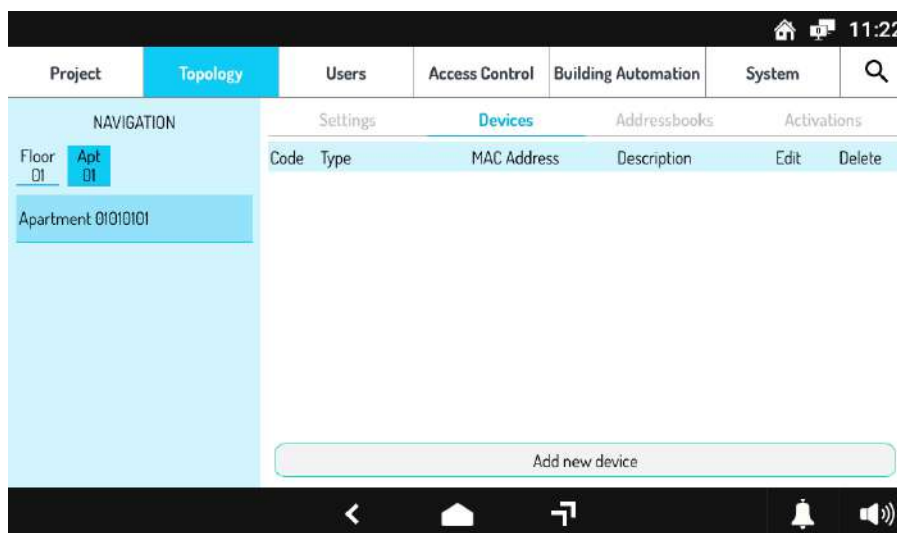 11:22
Project Topology Users Access Control Building Automation System
NAVIGATION Settings Devices Addressbooks Activations
Floor 01 Apt 01 Code Type MAC Address Description Edit Delete
Apartment 01010101
Add new device